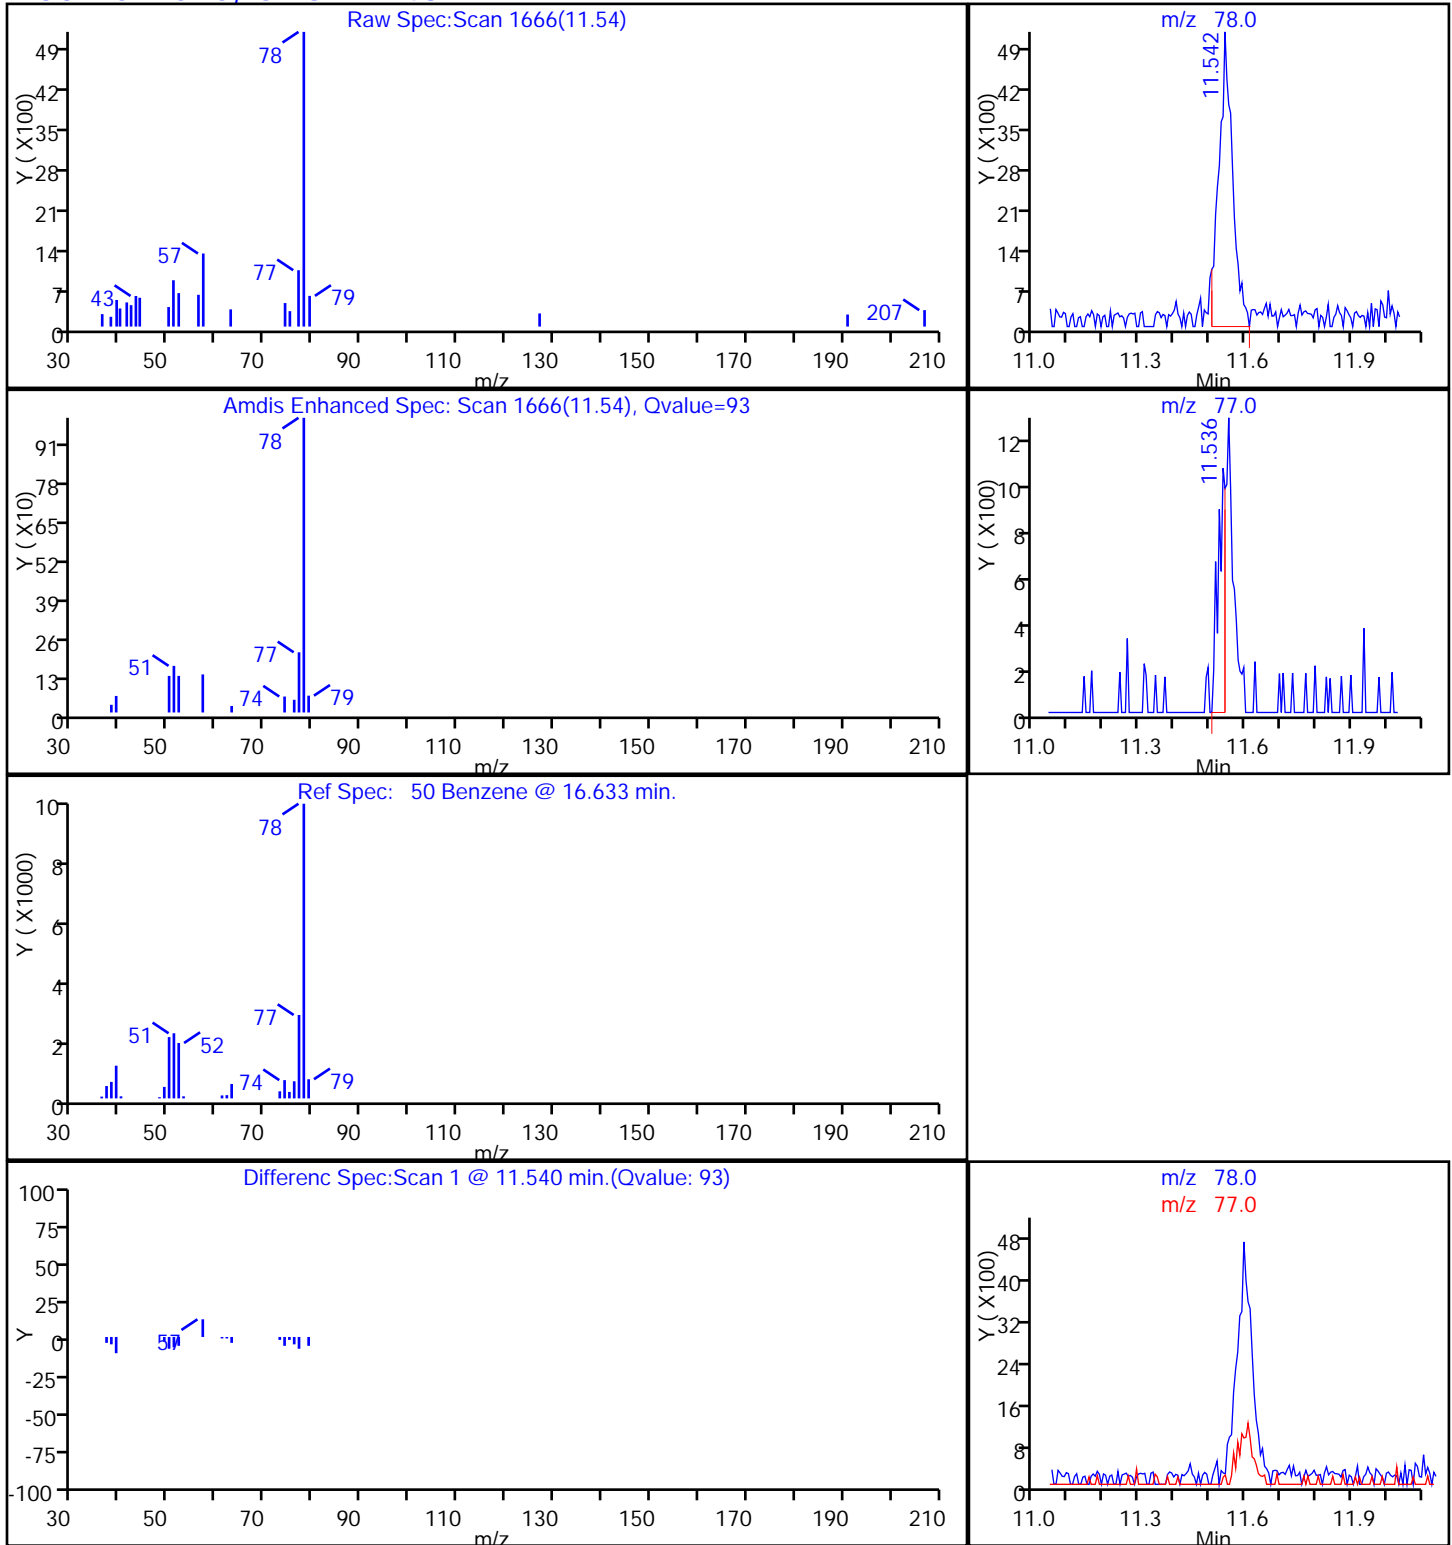 Raw Spec:Scan 1666(11.54)
Y ( X100)
49
42
35
28
21
14
7
0
78
57
43
77
79
207
30 50 70 90 110 130 150 170 190 210
m/z
m/z 78.0
Y ( X100)
49
42
35
28
21
14
7
0
11.542
11.0 11.3 11.6 11.9
Min
Amdis Enhanced Spec: Scan 1666(11.54), Qvalue=93
Y ( X10)
91
78
65
52
39
26
13
0
78
51
77
74
79
30 50 70 90 110 130 150 170 190 210
m/z
m/z 77.0
Y ( X100)
12
10
8
6
4
2
0
11.536
11.0 11.3 11.6 11.9
Min
Ref Spec: 50 Benzene @ 16.633 min.
Y ( X1000)
10
8
6
4
2
0
78
77
51
52
74
79
30 50 70 90 110 130 150 170 190 210
m/z
Differenc Spec:Scan 1 @ 11.540 min.(Qvalue: 93)
Y
100
75
50
25
0
-25
-50
-75
-100
57
30 50 70 90 110 130 150 170 190 210
m/z
m/z 78.0
m/z 77.0
Y ( X100)
48
40
32
24
16
8
0
11.0 11.3 11.6 11.9
Min